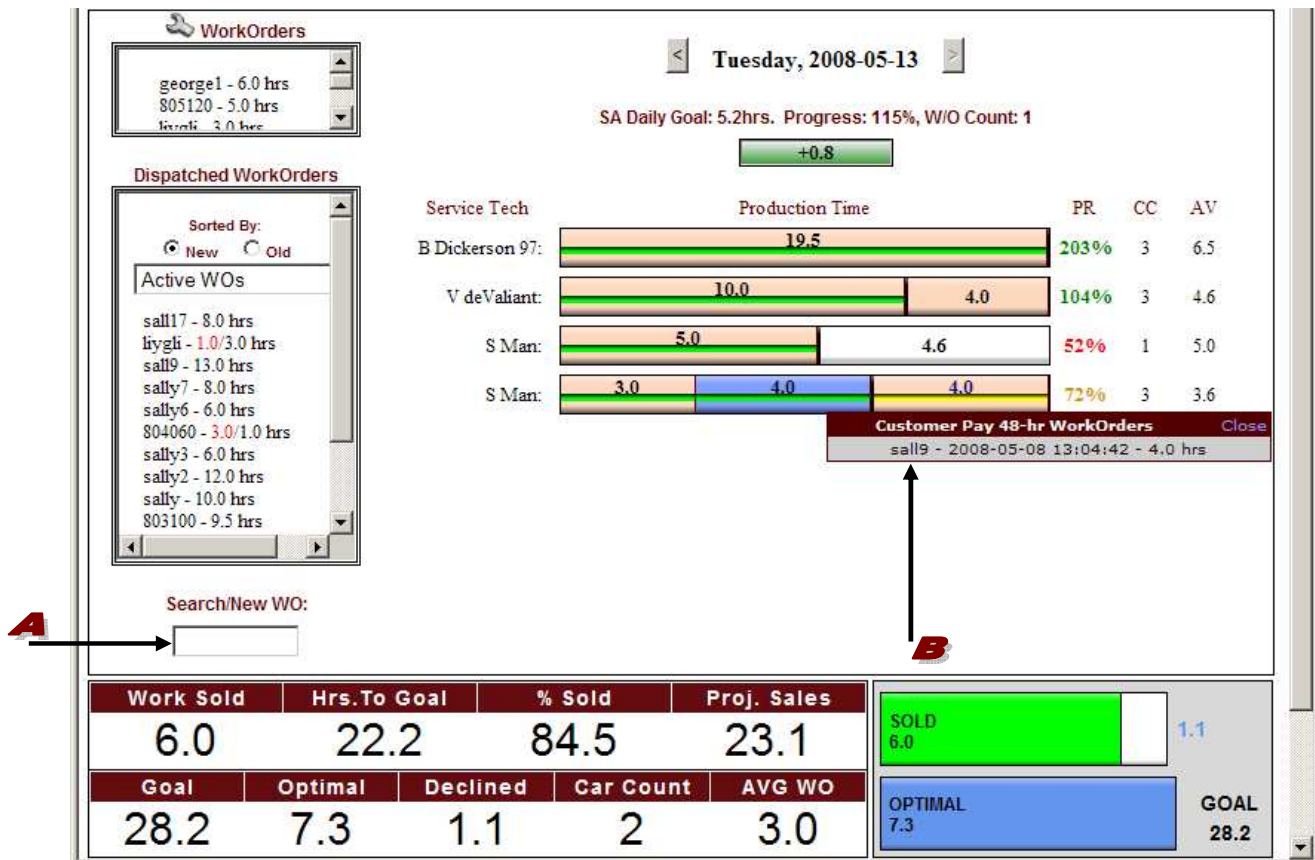 WorkOrders
george1 - 6.0 hrs
805120 - 5.0 hrs
liygli - 3.0 hrs
Dispatched WorkOrders
Sorted By:
New Old
Active WOs
sall17 - 8.0 hrs
liygli - 1.0/3.0 hrs
sall9 - 13.0 hrs
sally7 - 8.0 hrs
sally6 - 6.0 hrs
804060 - 3.0/1.0 hrs
sally3 - 6.0 hrs
sally2 - 12.0 hrs
sally - 10.0 hrs
803100 - 9.5 hrs
Search/New WO:
A
< Tuesday, 2008-05-13 >
SA Daily Goal: 5.2hrs. Progress: 115%, W/O Count: 1
+0.8
Service Tech Production Time PR CC AV
B Dickerson 97: 19.5 203% 3 6.5
V deValiant: 10.0 4.0 104% 3 4.6
S Man: 5.0 4.6 52% 1 5.0
S Man: 3.0 4.0 4.0 72% 3 3.6
Customer Pay 48-hr WorkOrders Close
sall9 - 2008-05-08 13:04:42 - 4.0 hrs
B
Work Sold Hrs.To Goal % Sold Proj. Sales
6.0 22.2 84.5 23.1
Goal Optimal Declined Car Count AVG WO
28.2 7.3 1.1 2 3.0
SOLD
6.0
1.1
OPTIMAL
7.3
GOAL
28.2